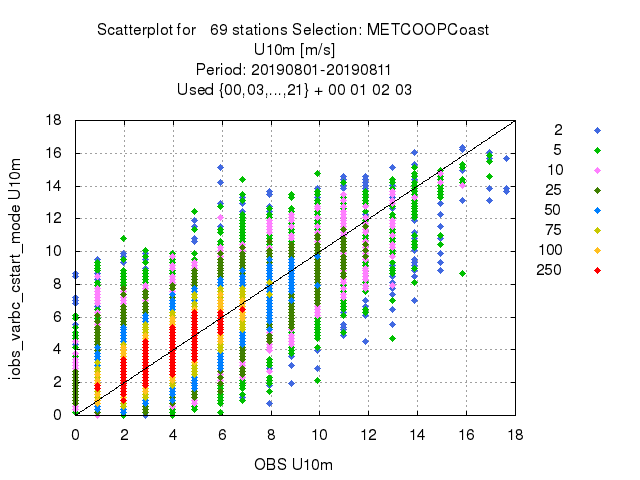 Scatterplot for 69 stations Selection: METCOOPCoast
U10m [m/s]
Period: 20190801-20190811
Used {00,03,...,21} + 00 01 02 03
iobs_varbc_cstart_mode U10m
18
16
14
12
10
8
6
4
2
0
0 2 4 6 8 10 12 14 16 18
OBS U10m
2
5
10
25
50
75
100
250